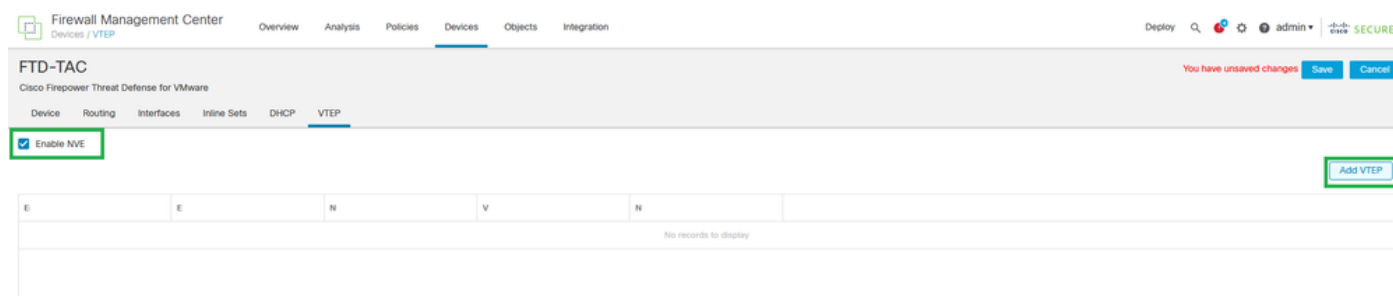 Firewall Management Center
Devices / VTEP
Overview Analysis Policies Devices Objects Integration
Deploy admin
cisco SECURE
FTD-TAC
You have unsaved changes Save Cancel
Cisco Firepower Threat Defense for VMware
Device Routing Interfaces Inline Sets DHCP VTEP
Enable NVE
Add VTEP
E E N V N
No records to display